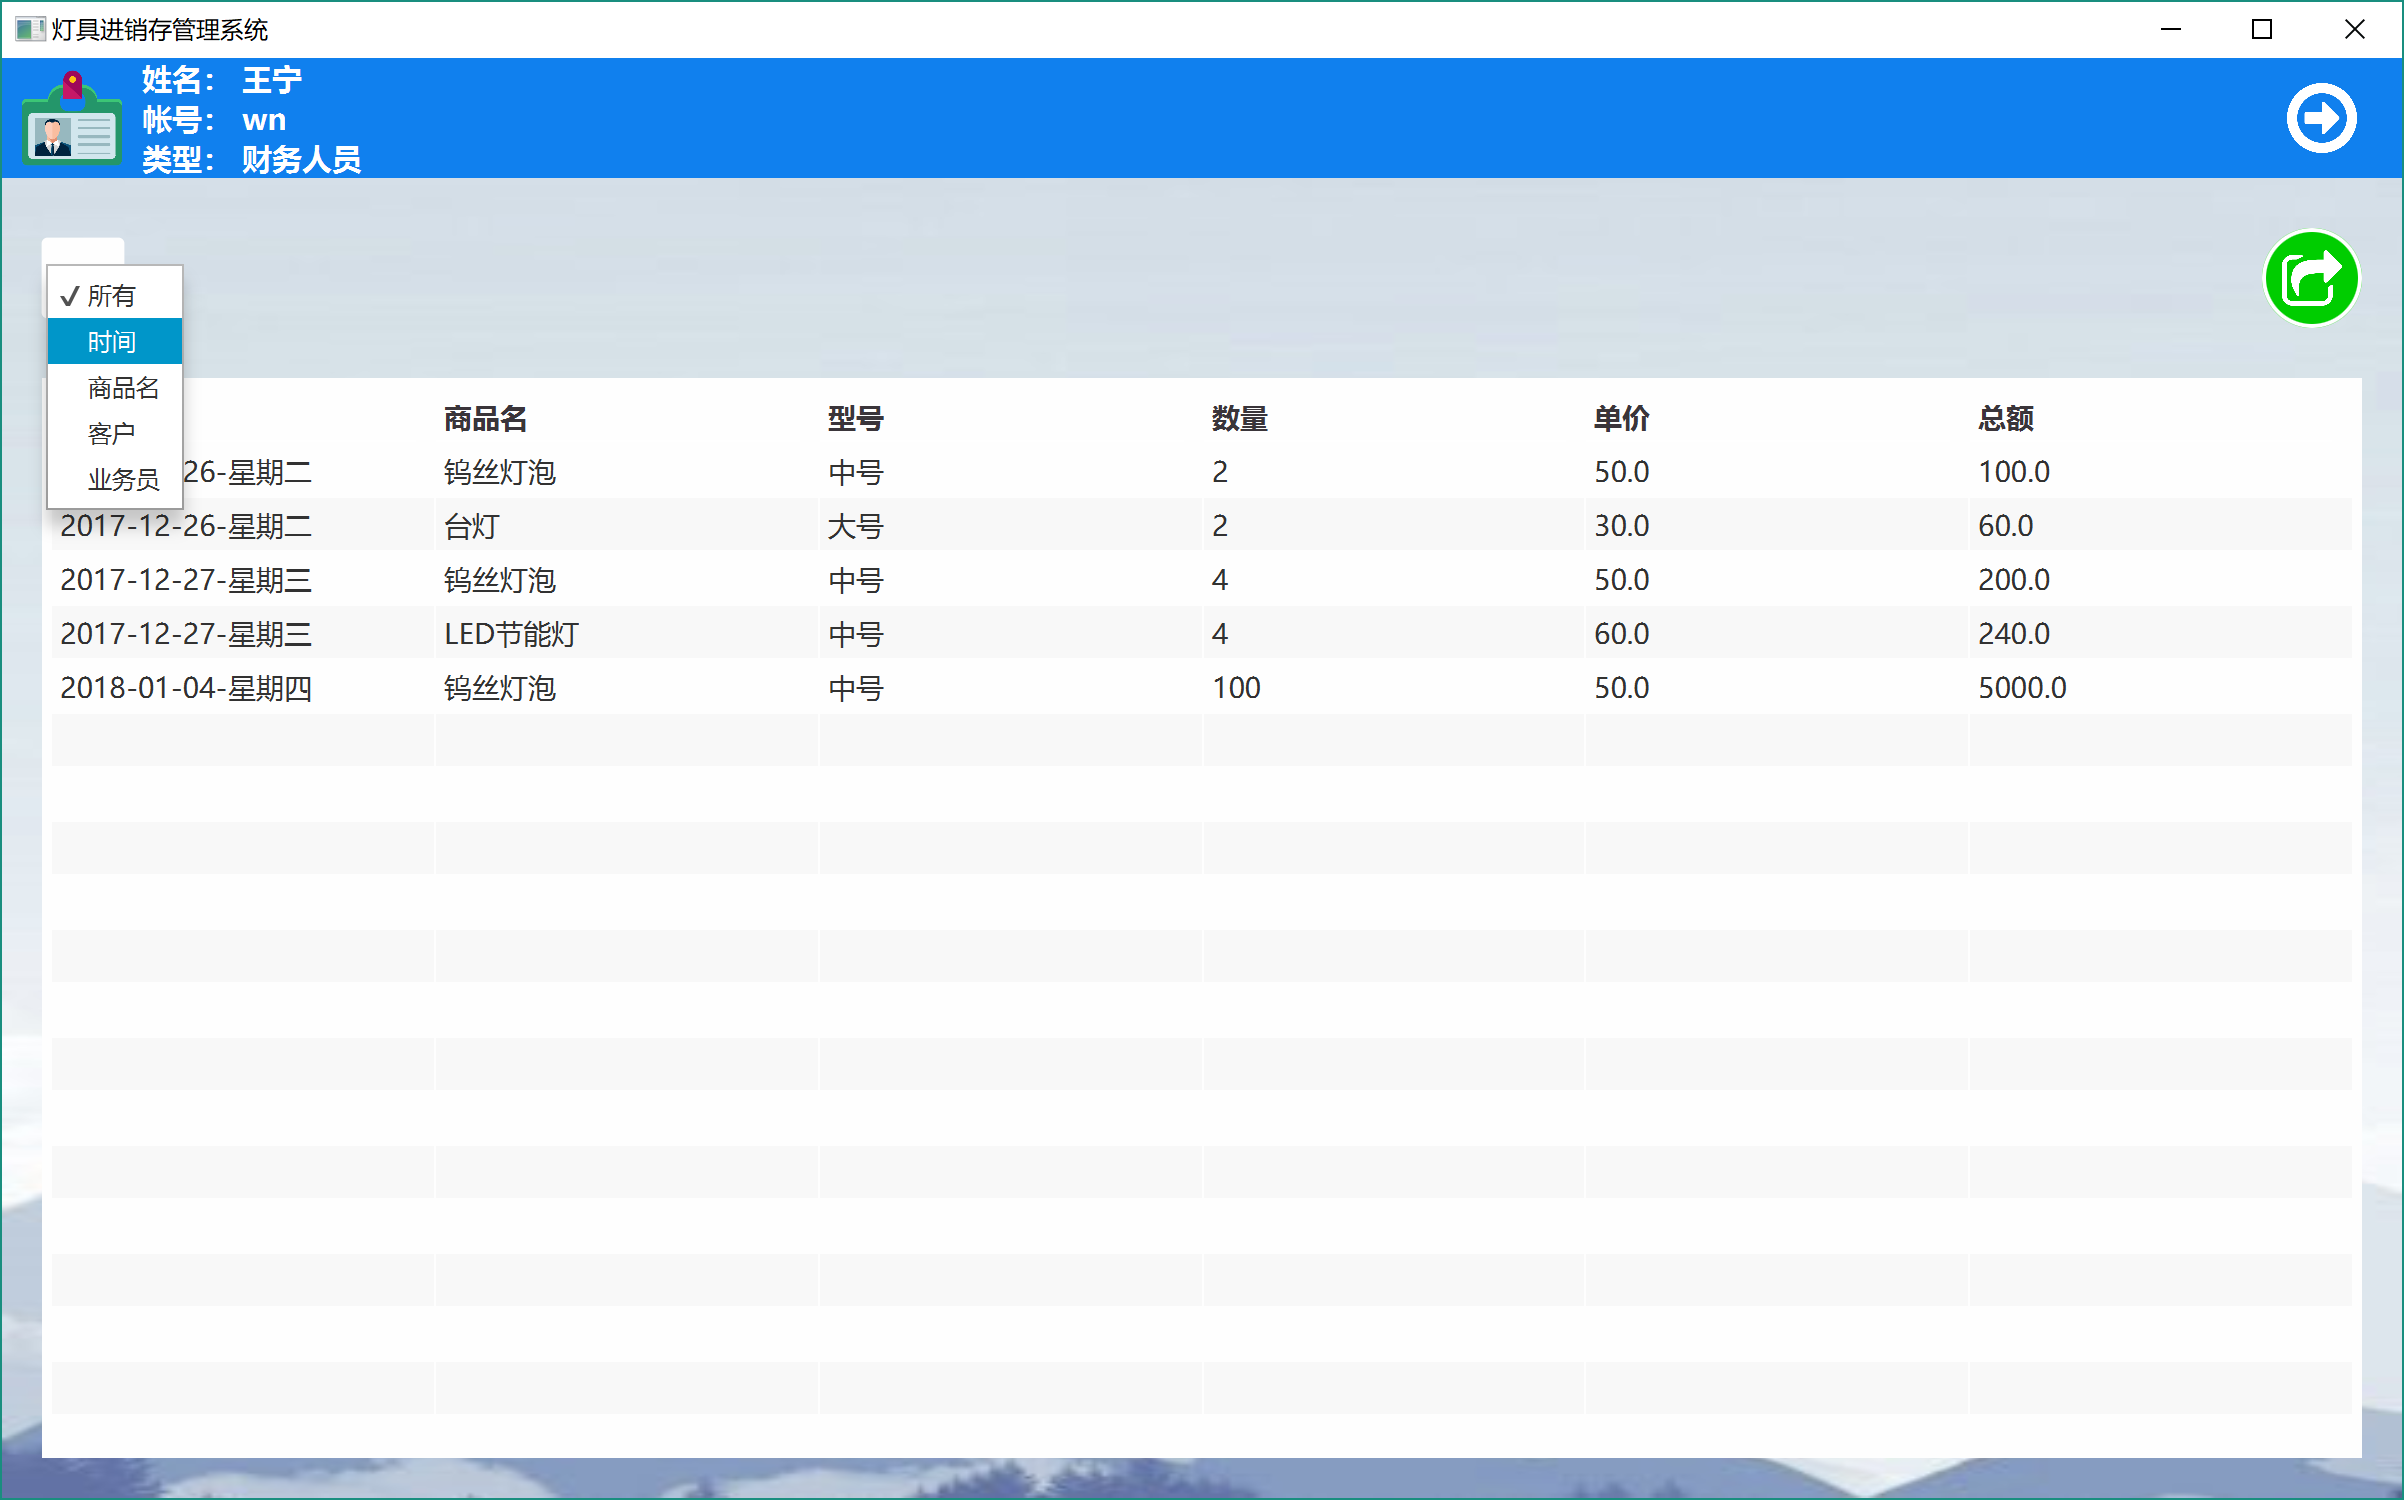 灯具进销存管理系统
姓名： 王宁
帐号： wn
类型： 财务人员
✓ 所有
时间
商品名
客户
业务员
商品名 型号 数量 单价 总额
26-星期二 钨丝灯泡 中号 2 50.0 100.0
2017-12-26-星期二 台灯 大号 2 30.0 60.0
2017-12-27-星期三 钨丝灯泡 中号 4 50.0 200.0
2017-12-27-星期三 LED节能灯 中号 4 60.0 240.0
2018-01-04-星期四 钨丝灯泡 中号 100 50.0 5000.0